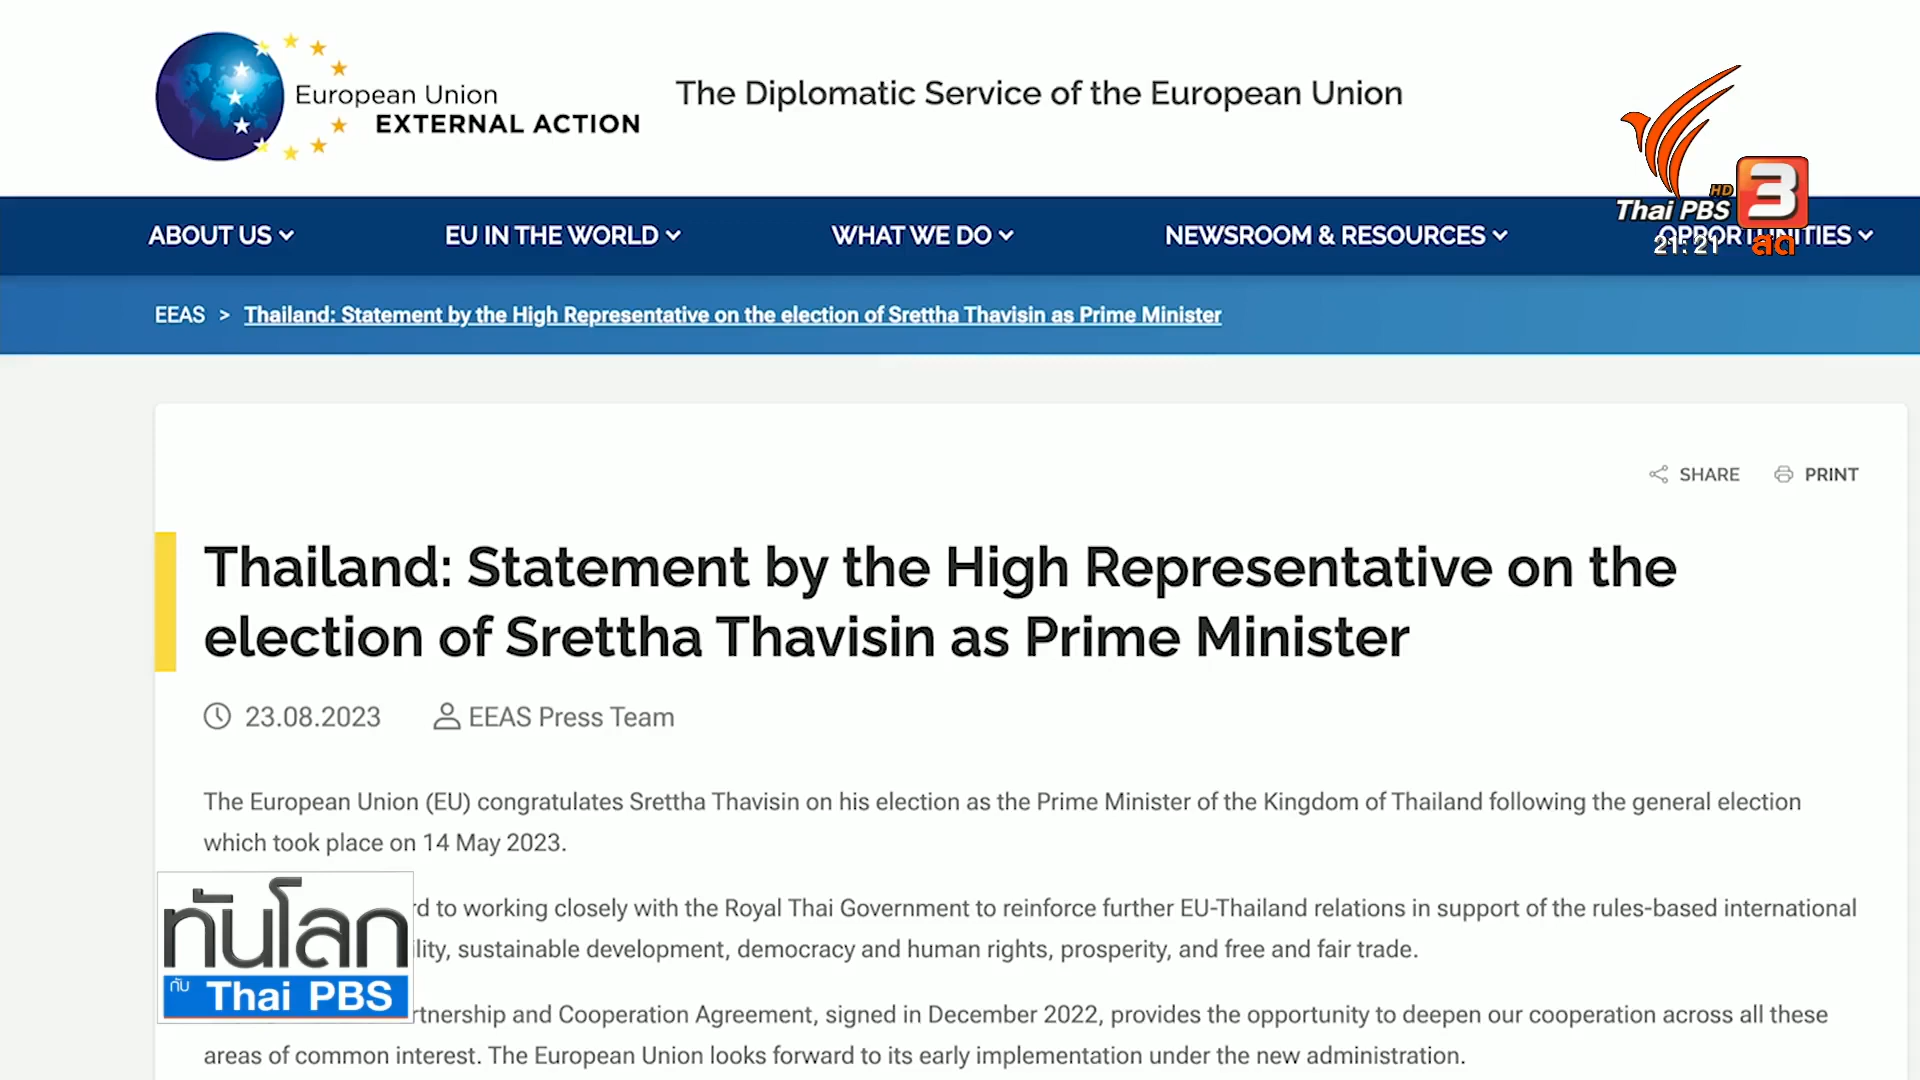 European Union
EXTERNAL ACTION
The Diplomatic Service of the European Union
HD
Thai PBS 3
21:21 สด
ABOUT US EU IN THE WORLD WHAT WE DO NEWSROOM & RESOURCES OPPORTUNITIES
EEAS > Thailand: Statement by the High Representative on the election of Srettha Thavisin as Prime Minister
SHARE PRINT
Thailand: Statement by the High Representative on the
election of Srettha Thavisin as Prime Minister
23.08.2023 EEAS Press Team
The European Union (EU) congratulates Srettha Thavisin on his election as the Prime Minister of the Kingdom of Thailand following the general election
which took place on 14 May 2023.
to working closely with the Royal Thai Government to reinforce further EU-Thailand relations in support of the rules-based international
sustainable development, democracy and human rights, prosperity, and free and fair trade.
and Cooperation Agreement, signed in December 2022, provides the opportunity to deepen our cooperation across all these
areas of common interest. The European Union looks forward to its early implementation under the new administration.
ทันโลก
กับ Thai PBS